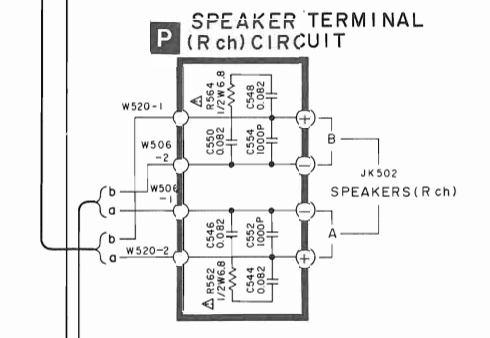 P
SPEAKER TERMINAL
(R ch) CIRCUIT
W520-1
R564
1/2W6.8
C548
0.082
W506
-2
C550
0.082
C554
1000P
+
B
−
JK502
SPEAKERS (R ch)
b
W506
-1
a
−
A
C546
0.082
C552
1000P
b
a
W520-2
+
R562
1/2W6.8
C544
0.082